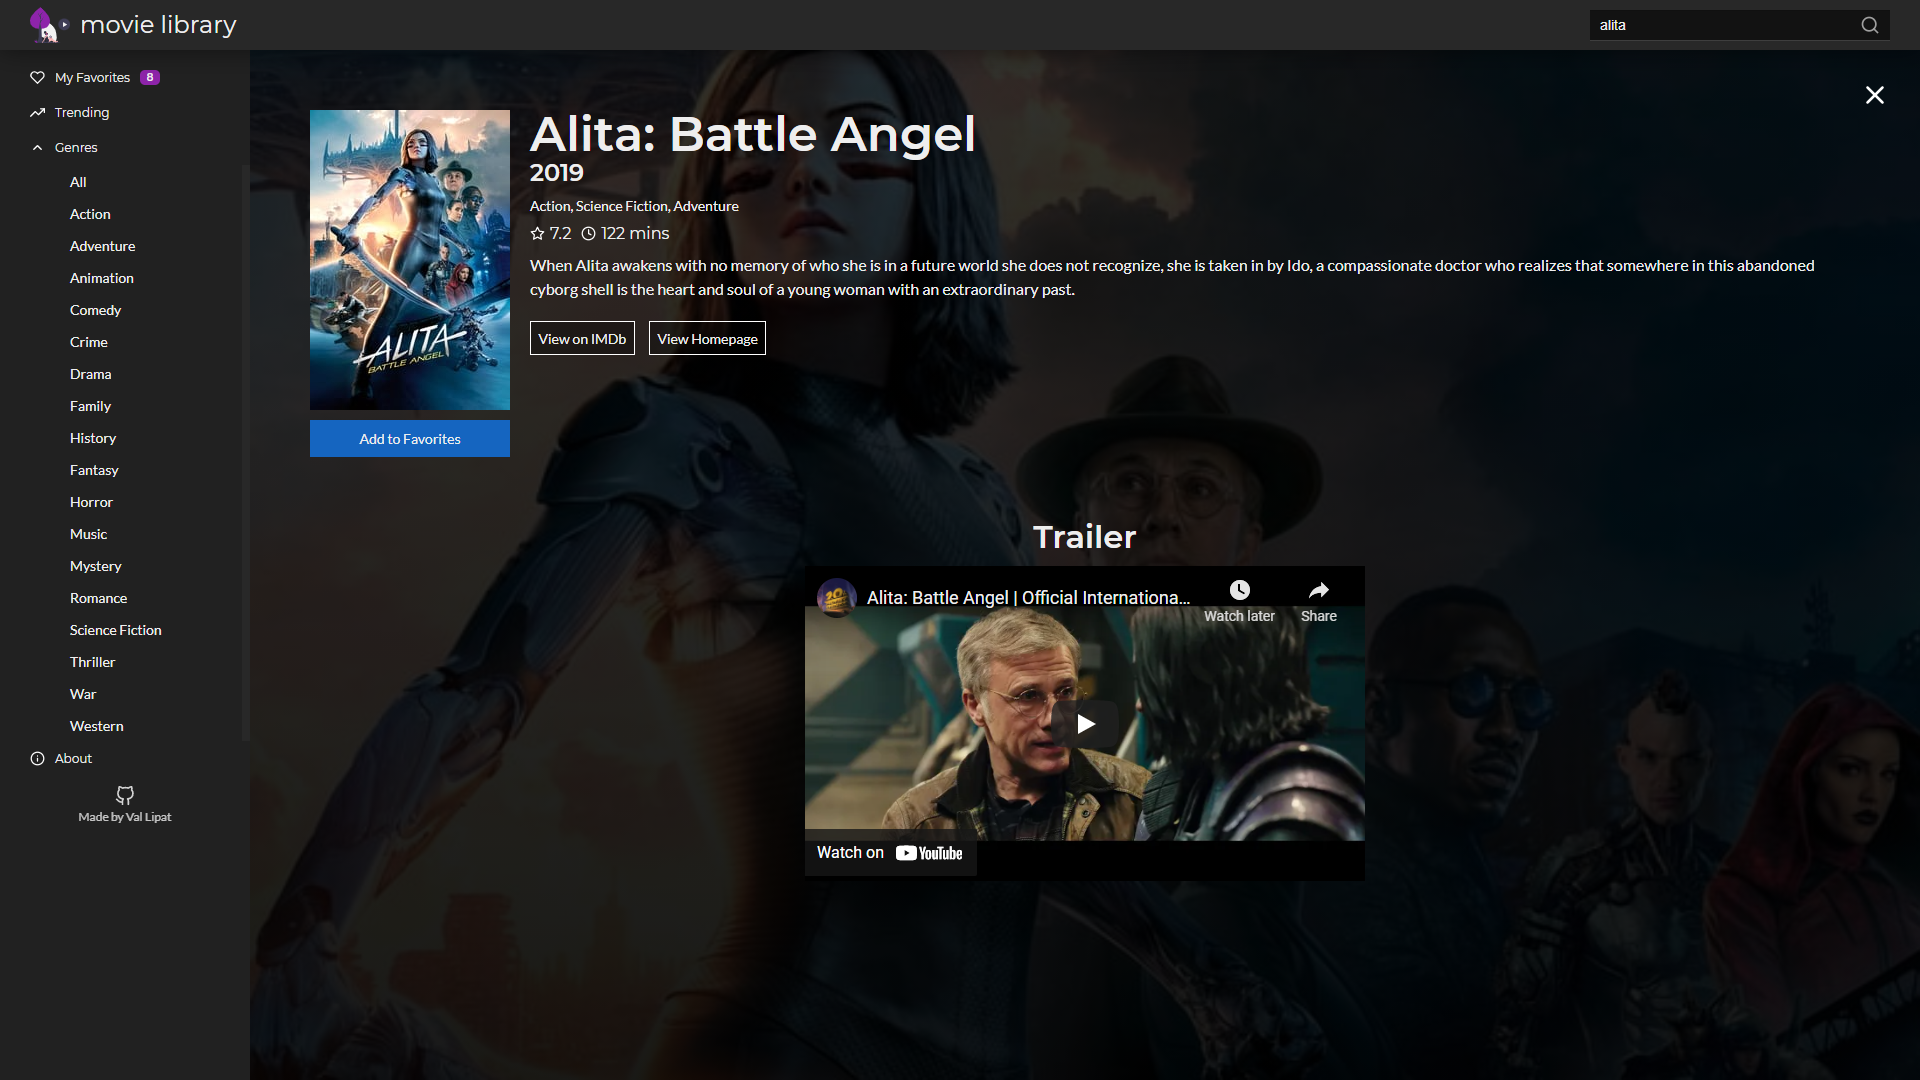 movie library
alita
My Favorites 8
Trending
Genres
All
Action
Adventure
Animation
Comedy
Crime
Drama
Family
History
Fantasy
Horror
Music
Mystery
Romance
Science Fiction
Thriller
War
Western
About
Made by Val Lipat
ALITA
BATTLE ANGEL
Add to Favorites
Alita: Battle Angel
2019
Action, Science Fiction, Adventure
7.2 122 mins
When Alita awakens with no memory of who she is in a future world she does not recognize, she is taken in by Ido, a compassionate doctor who realizes that somewhere in this abandoned
cyborg shell is the heart and soul of a young woman with an extraordinary past.
View on IMDb View Homepage
Trailer
Alita: Battle Angel | Official Internationa...
Watch later Share
Watch on YouTube